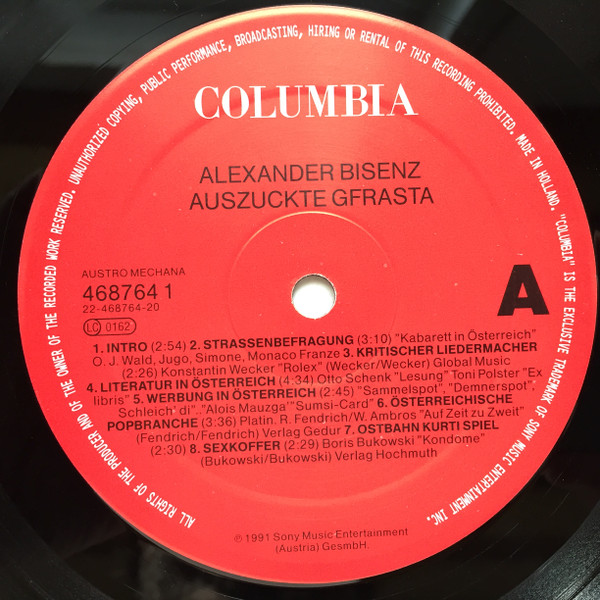 ALL RIGHTS OF THE PRODUCER AND OF THE OWNER OF THE RECORDED WORK RESERVED. UNAUTHORIZED COPYING, PUBLIC PERFORMANCE, BROADCASTING, HIRING OR RENTAL OF THIS RECORDING PROHIBITED. MADE IN HOLLAND. "COLUMBIA" IS THE EXCLUSIVE TRADEMARK OF SONY MUSIC ENTERTAINMENT INC.
COLUMBIA
ALEXANDER BISENZ
AUSZUCKTE GFRASTA
AUSTRO MECHANA
468764 1
22-468764-20
LC 0162
A
1. INTRO (2:54) 2. STRASSENBEFRAGUNG (3:10) "Kabarett in Österreich"
O. J. Wald, Jugo, Simone, Monaco Franze 3. KRITISCHER LIEDERMACHER
(2:26) Konstantin Wecker "Rolex" (Wecker/Wecker) Global Music
4. LITERATUR IN ÖSTERREICH (4:34) Otto Schenk "Lesung" Toni Polster "Ex
libris" 5. WERBUNG IN ÖSTERREICH (2:45) "Sammelspot", "Demnerspot",
Schleich' di".."Alois Mauzga'"Sumsi-Card" 6. ÖSTERREICHISCHE
POPBRANCHE (3:36) Platin. R. Fendrich/W. Ambros "Auf Zeit zu Zweit"
(Fendrich/Fendrich) Verlag Gedur 7. OSTBAHN KURTI SPIEL
(2:30) 8. SEXKOFFER (2:29) Boris Bukowski "Kondome"
(Bukowski/Bukowski) Verlag Hochmuth
℗ 1991 Sony Music Entertainment
(Austria) GesmbH.